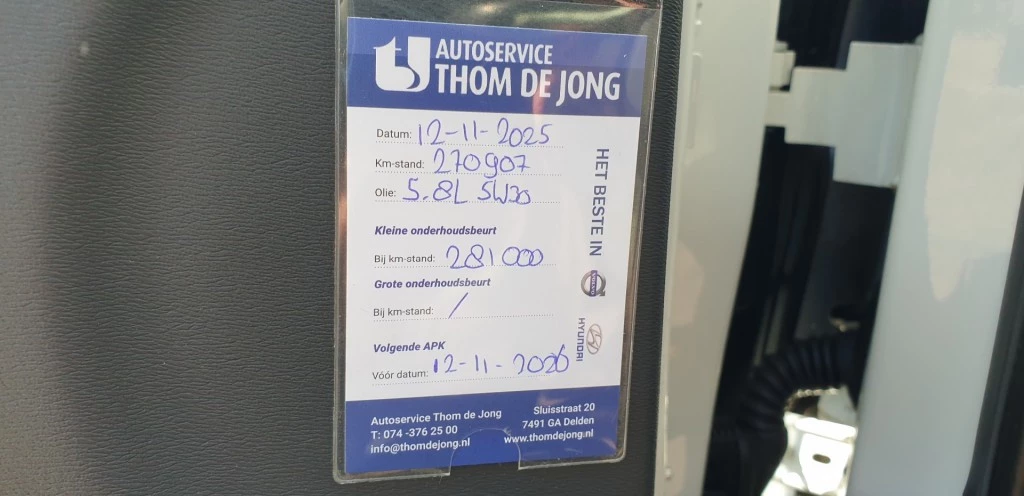 AUTOSERVICE
THOM DE JONG
Datum: 12-11-2025
Km-stand: 270907
Olie: 5.8L 5W30
Kleine onderhoudsbeurt
Bij km-stand: 281000
Grote onderhoudsbeurt
Bij km-stand: /
Volgende APK
Vóór datum: 12-11-2026
HET BESTE IN
VOLVO
HYUNDAI
Autoservice Thom de Jong
T: 074 -376 25 00
info@thomdejong.nl
Sluisstraat 20
7491 GA Delden
www.thomdejong.nl